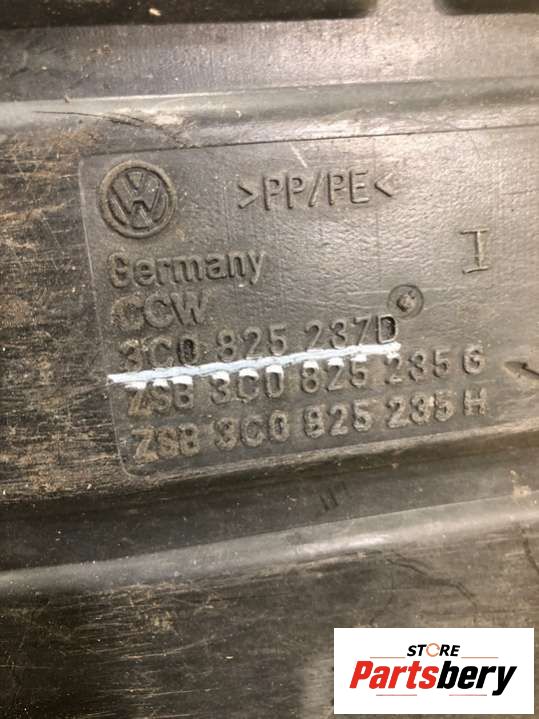 >PP/PE<
Germany
I
CCW
3C0 825 237D
ZSB 3C0 825 235 G
ZSB 3C0 825 235 H
STORE
Partsbery